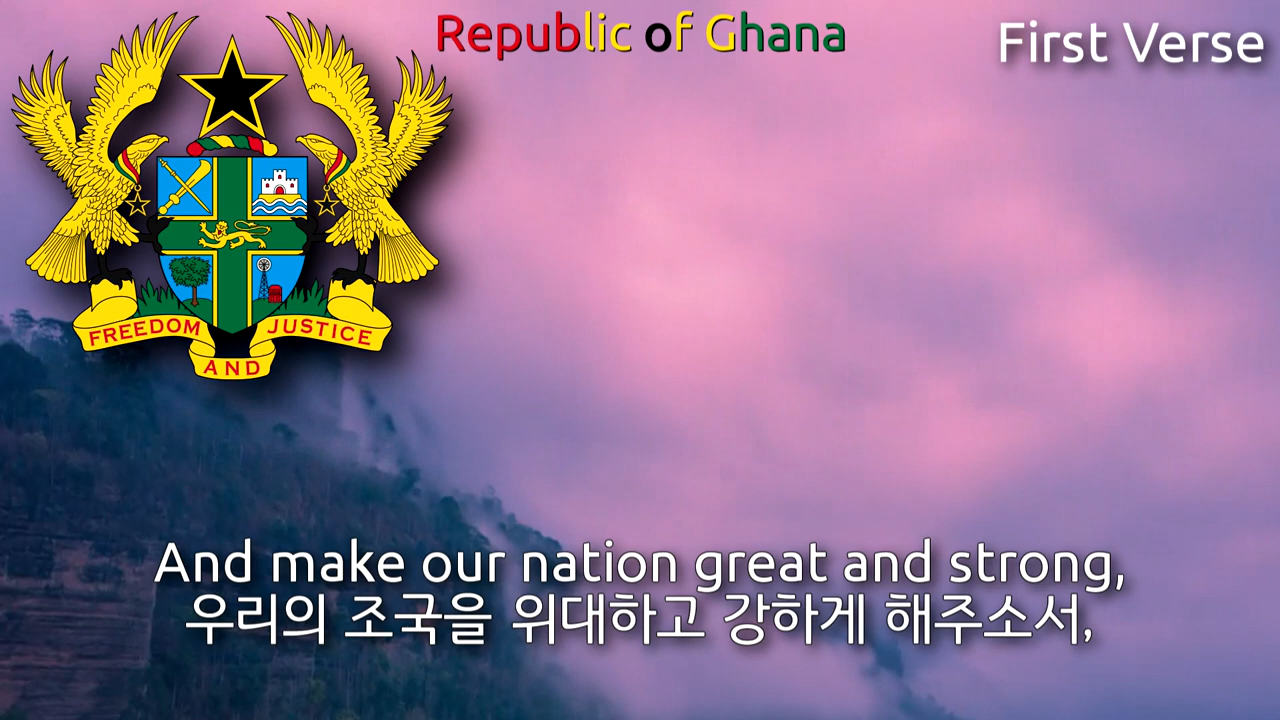 Republic of Ghana
First Verse
FREEDOM AND JUSTICE
And make our nation great and strong,
우리의 조국을 위대하고 강하게 해주소서,